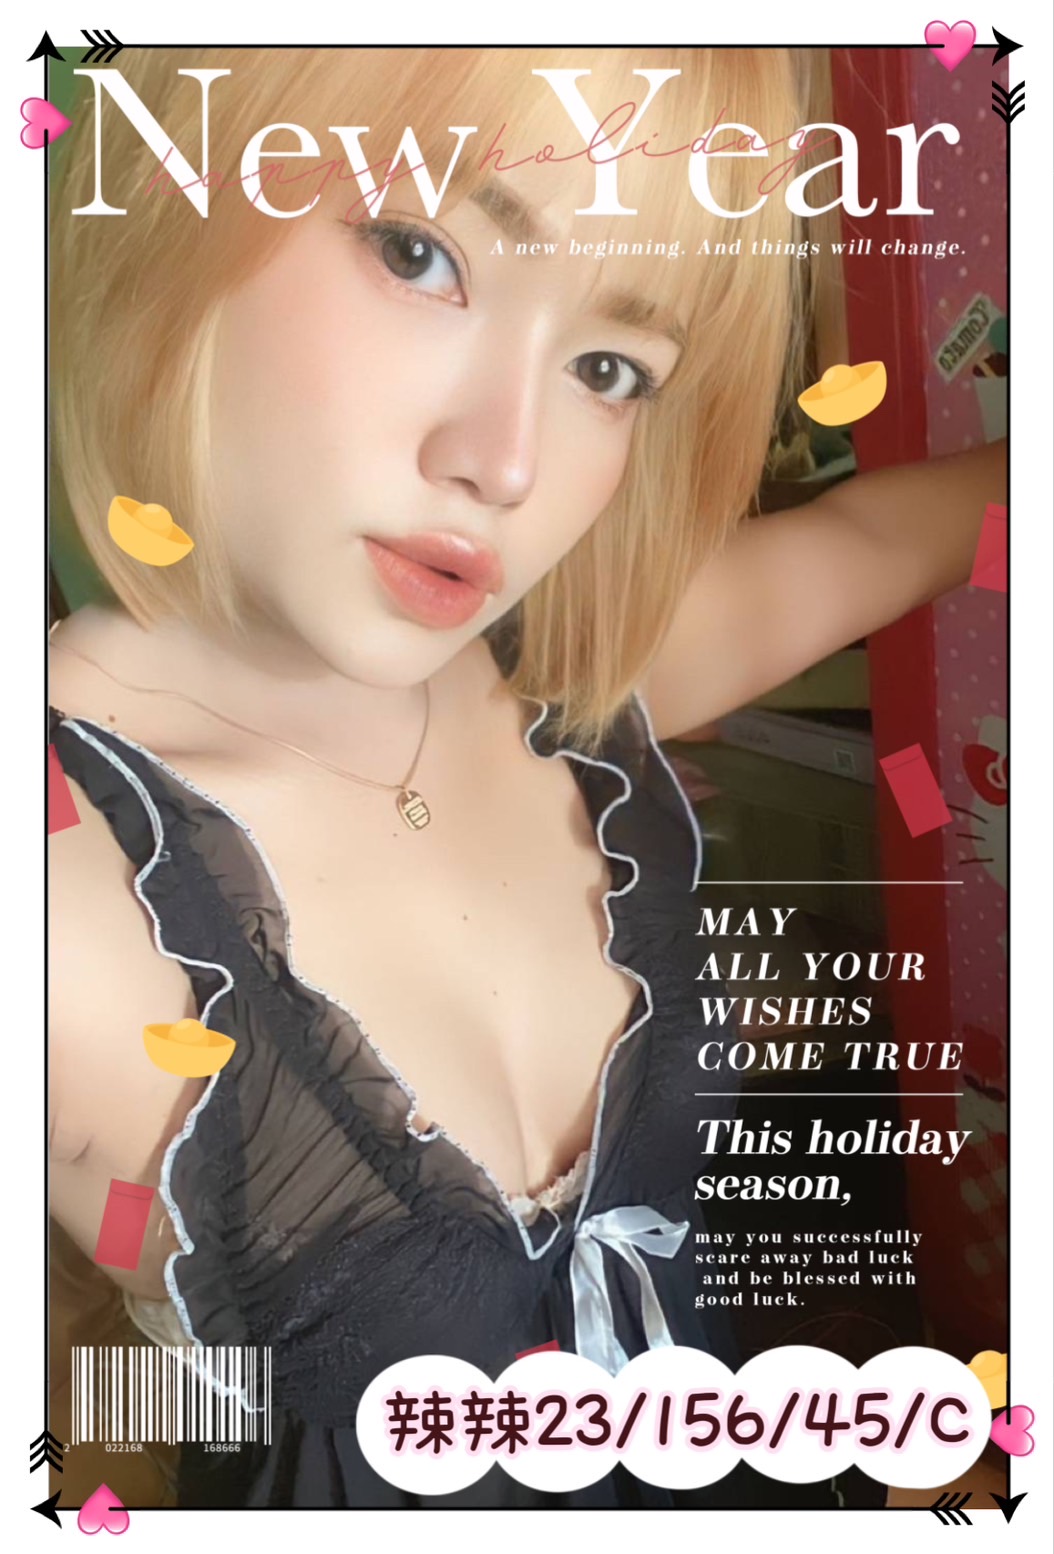 New Year
happy holiday
A new beginning. And things will change.
MAY
ALL YOUR
WISHES
COME TRUE
This holiday
season,
may you successfully
scare away bad luck
and be blessed with
good luck.
2 022168 168666
辣辣23/156/45/C